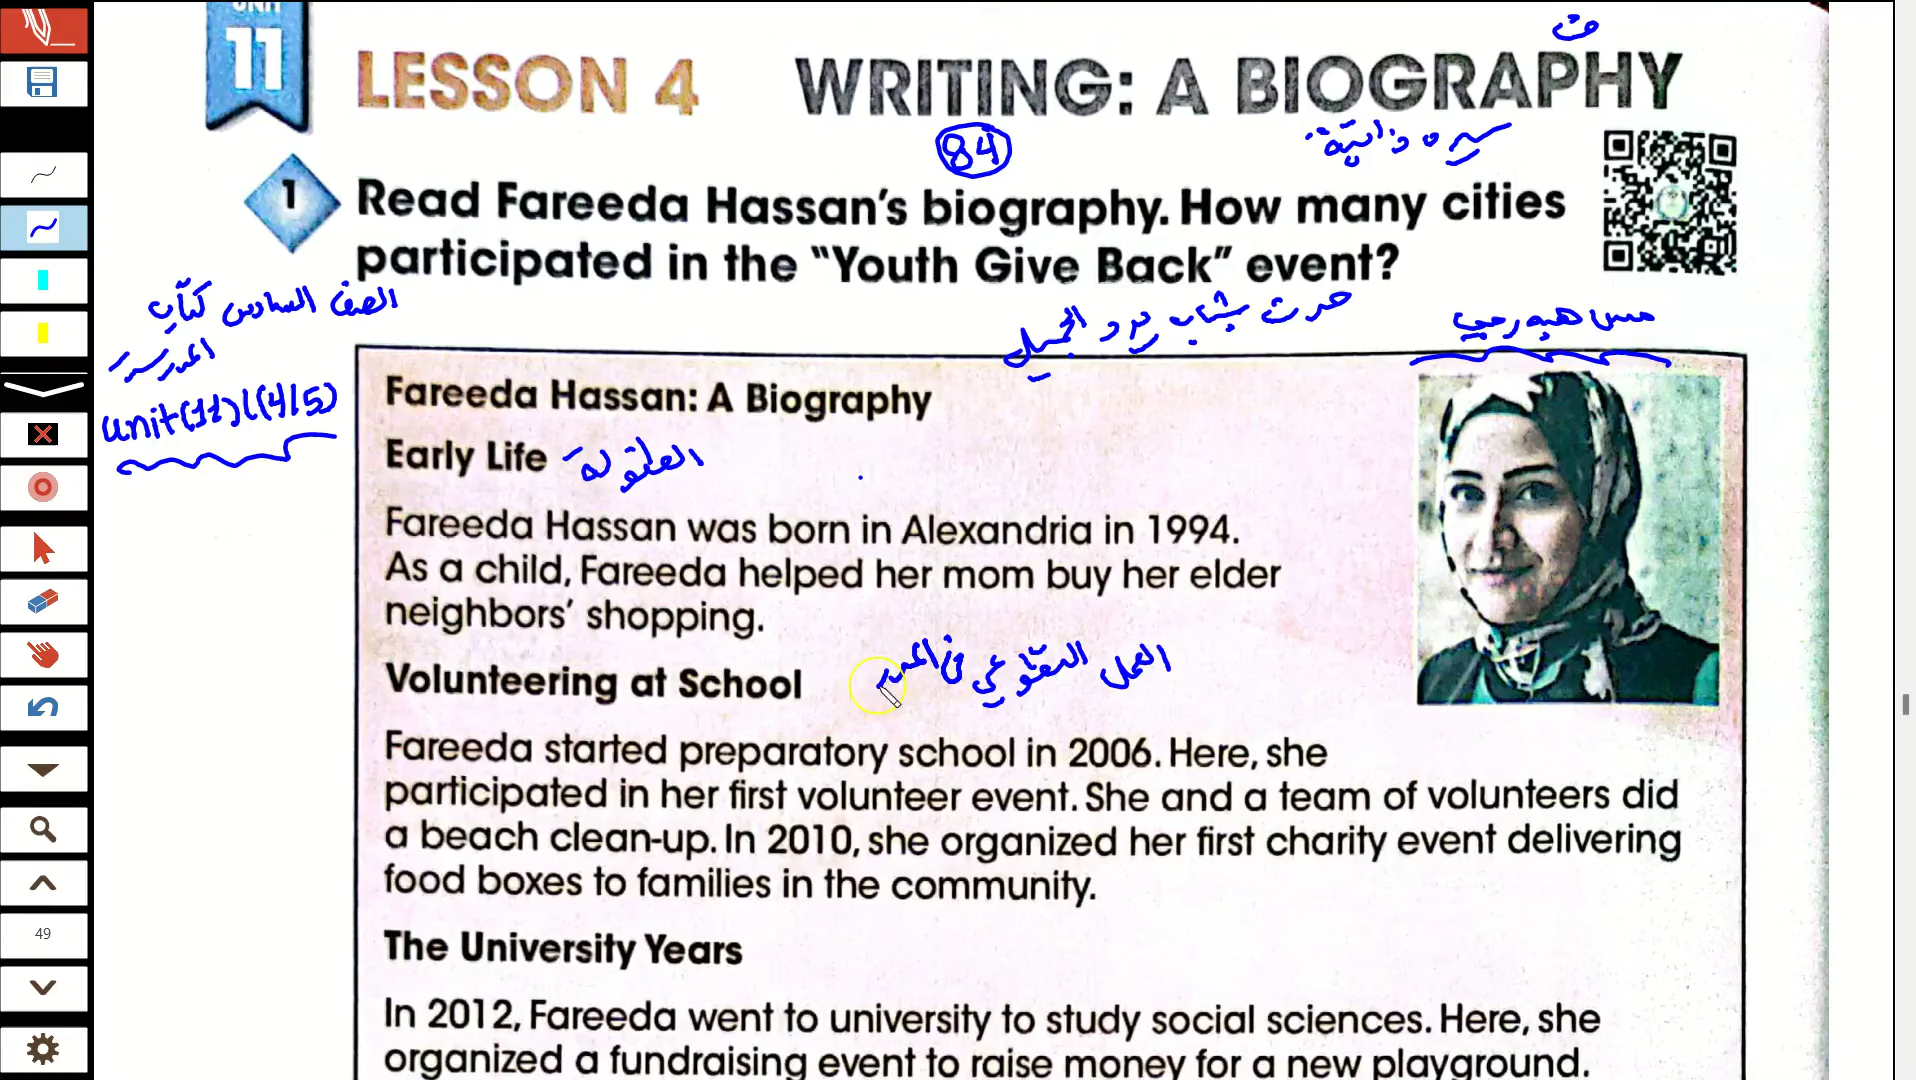 UNIT
11
LESSON 4 WRITING: A BIOGRAPHY
ف
سيره ذاتية
84
1
Read Fareeda Hassan's biography. How many cities
participated in the “Youth Give Back” event?
الصف السادس كتاب
المدرسة
unit(11)L(4/5)
حدث شباب يرد الجميل
مس هبه رجب
Fareeda Hassan: A Biography
Early Life
الطفولة
Fareeda Hassan was born in Alexandria in 1994.
As a child, Fareeda helped her mom buy her elder
neighbors’ shopping.
Volunteering at School
العمل التطوعي في
Fareeda started preparatory school in 2006. Here, she
participated in her first volunteer event. She and a team of volunteers did
a beach clean-up. In 2010, she organized her first charity event delivering
food boxes to families in the community.
The University Years
In 2012, Fareeda went to university to study social sciences. Here, she
organized a fundraising event to raise money for a new playground.
49